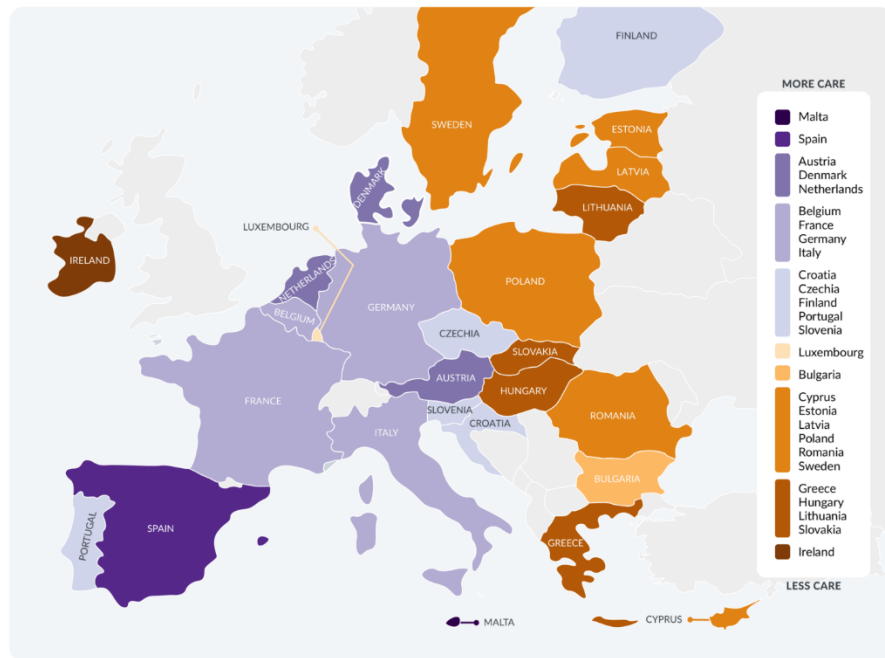 FINLAND
SWEDEN
ESTONIA
LATVIA
LITHUANIA
DENMARK
LUXEMBOURG
IRELAND
NETHERLANDS
BELGIUM
GERMANY
POLAND
CZECHIA
SLOVAKIA
AUSTRIA
HUNGARY
FRANCE
SLOVENIA
CROATIA
ROMANIA
ITALY
BULGARIA
PORTUGAL
SPAIN
GREECE
MALTA
CYPRUS
MORE CARE
Malta
Spain
Austria
Denmark
Netherlands
Belgium
France
Germany
Italy
Croatia
Czechia
Finland
Portugal
Slovenia
Luxembourg
Bulgaria
Cyprus
Estonia
Latvia
Poland
Romania
Sweden
Greece
Hungary
Lithuania
Slovakia
Ireland
LESS CARE